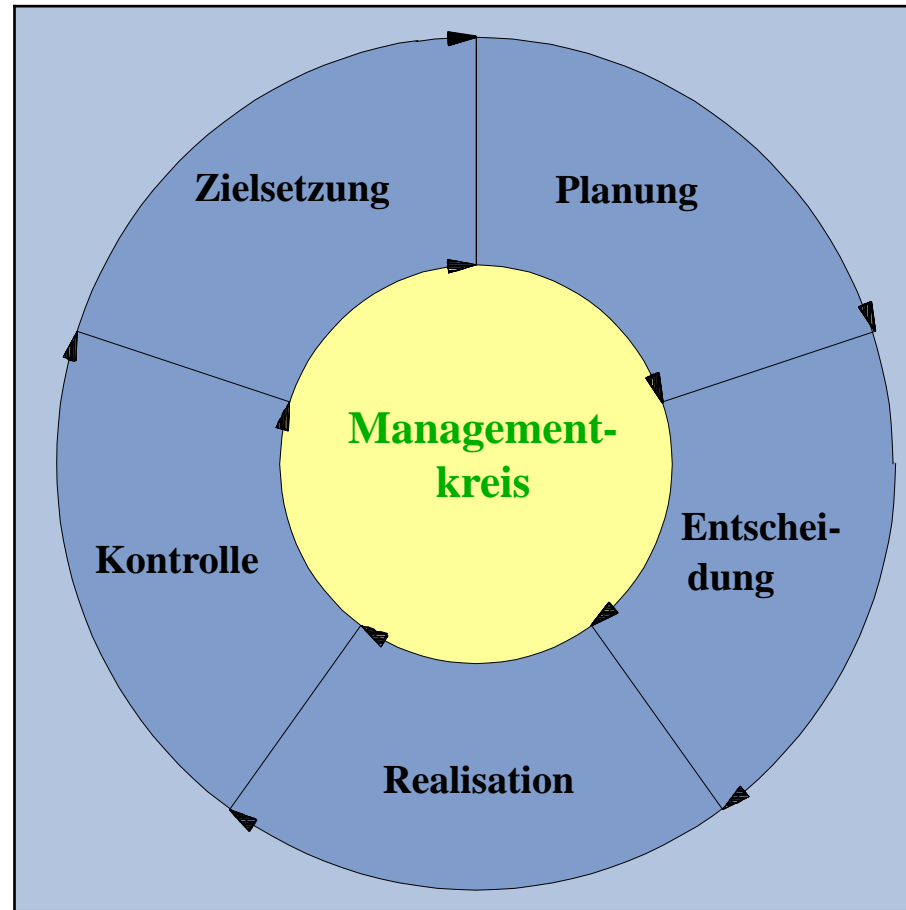 Zielsetzung
Planung
Management-
kreis
Entschei-
dung
Kontrolle
Realisation